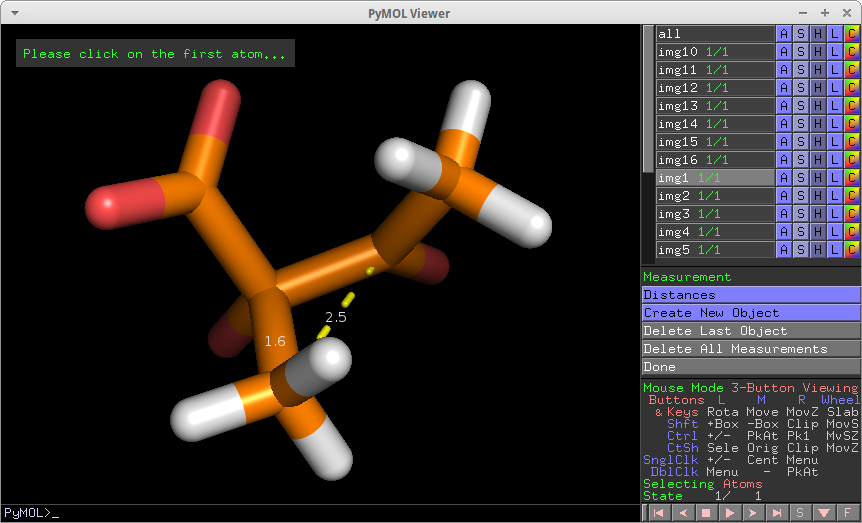 PyMOL Viewer
Please click on the first atom...
2.5
1.6
all A S H L C
img10 1/1 A S H L C
img11 1/1 A S H L C
img12 1/1 A S H L C
img13 1/1 A S H L C
img14 1/1 A S H L C
img15 1/1 A S H L C
img16 1/1 A S H L C
img1 1/1 A S H L C
img2 1/1 A S H L C
img3 1/1 A S H L C
img4 1/1 A S H L C
img5 1/1 A S H L C
Measurement
Distances
Create New Object
Delete Last Object
Delete All Measurements
Done
Mouse Mode 3-Button Viewing
Buttons L M R Wheel
& Keys Rota Move MovZ Slab
Shft +Box -Box Clip MovS
Ctrl +/- PkAt Pk1 MvSZ
CtSh Sele Orig Clip MovZ
SnglClk +/- Cent Menu
DblClk Menu - PkAt
Selecting Atoms
State 1/ 1
PyMOL>_
S F